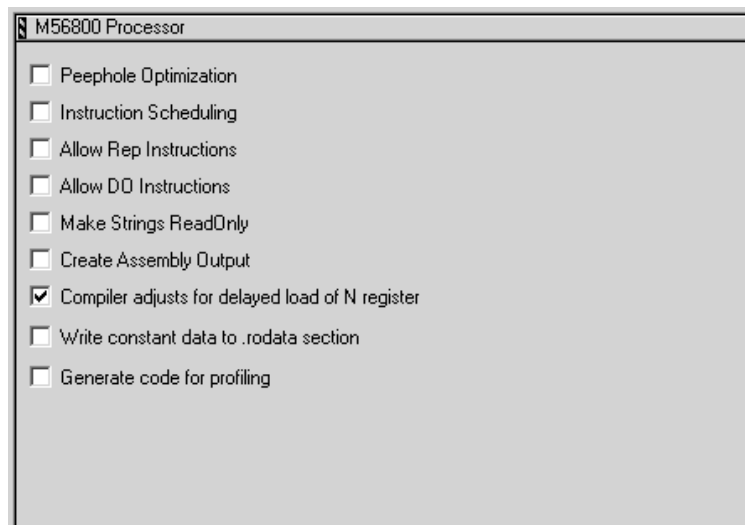 M56800 Processor
Peephole Optimization
Instruction Scheduling
Allow Rep Instructions
Allow DO Instructions
Make Strings ReadOnly
Create Assembly Output
Compiler adjusts for delayed load of N register
Write constant data to .rodata section
Generate code for profiling